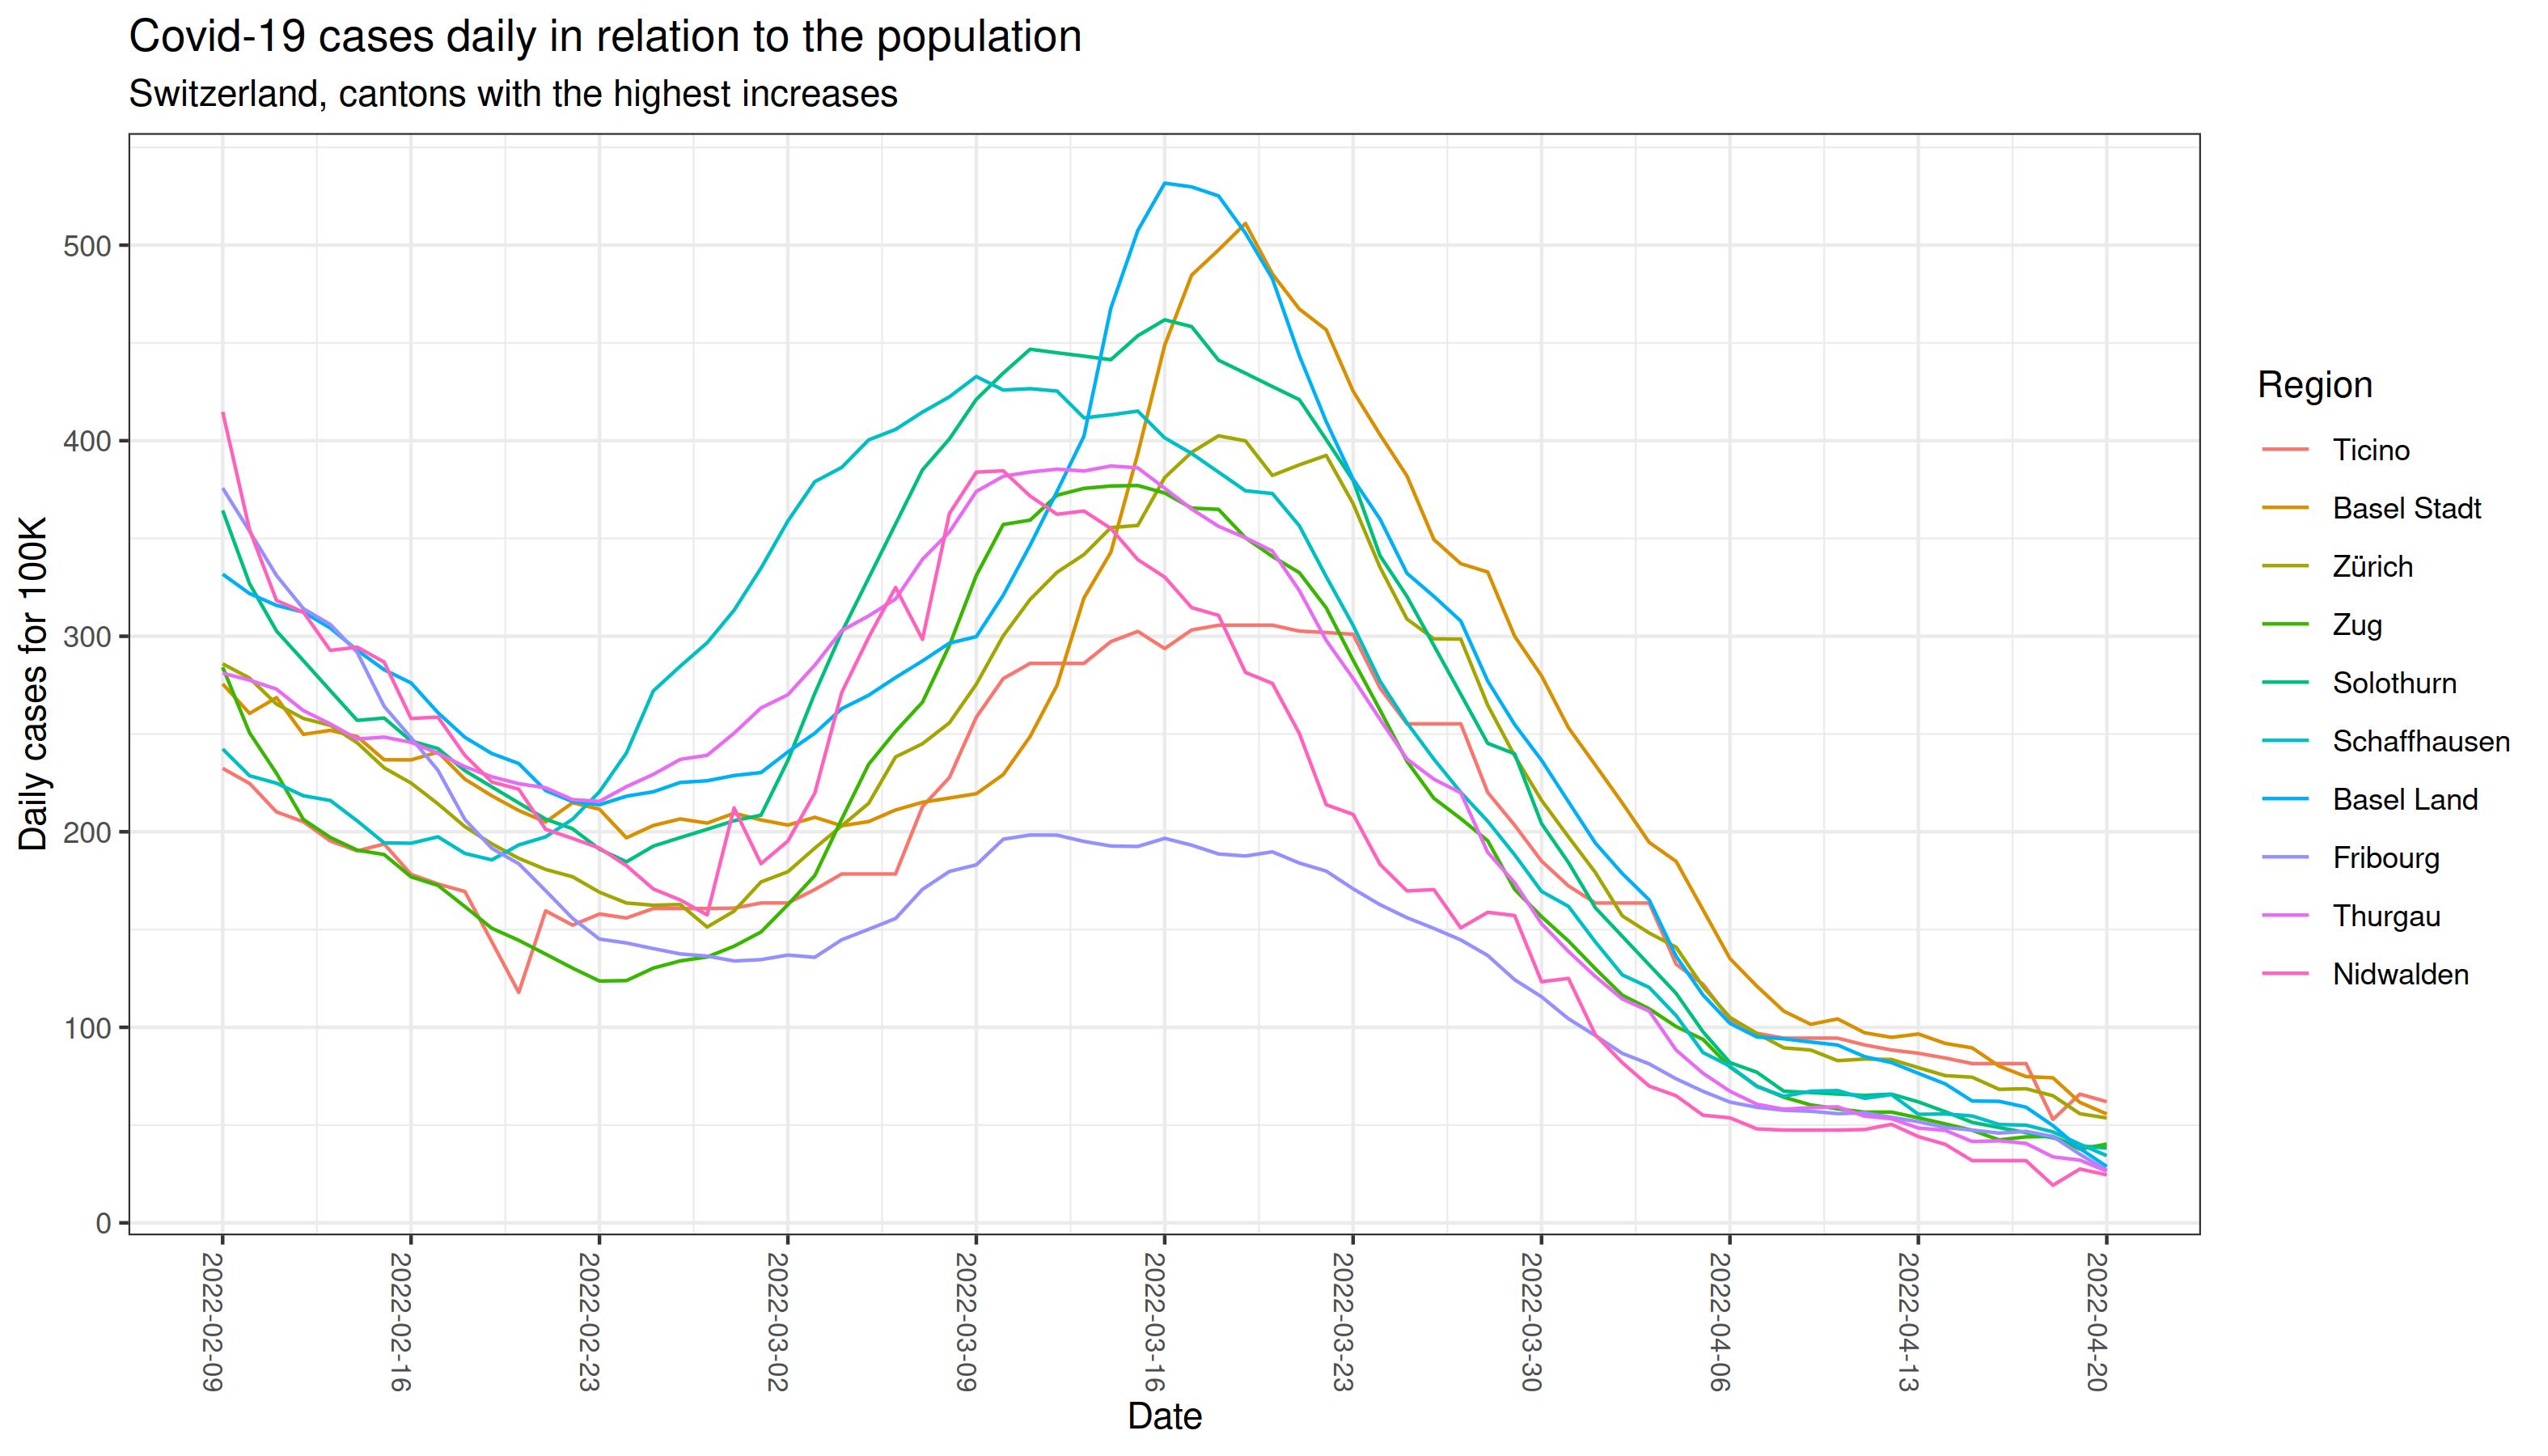 Covid-19 cases daily in relation to the population
Switzerland, cantons with the highest increases
Daily cases for 100K
500
400
300
200
100
0
2022-02-09
2022-02-16
2022-02-23
2022-03-02
2022-03-09
2022-03-16
2022-03-23
2022-03-30
2022-04-06
2022-04-13
2022-04-20
Date
Region
Ticino
Basel Stadt
Zürich
Zug
Solothurn
Schaffhausen
Basel Land
Fribourg
Thurgau
Nidwalden